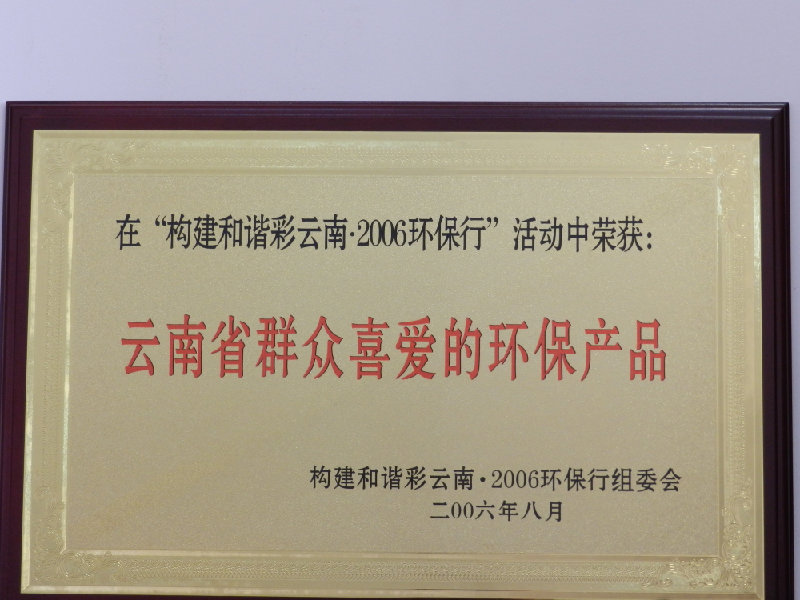 在“构建和谐彩云南·2006环保行”活动中荣获：
云南省群众喜爱的环保产品
构建和谐彩云南·2006环保行组委会
二00六年八月